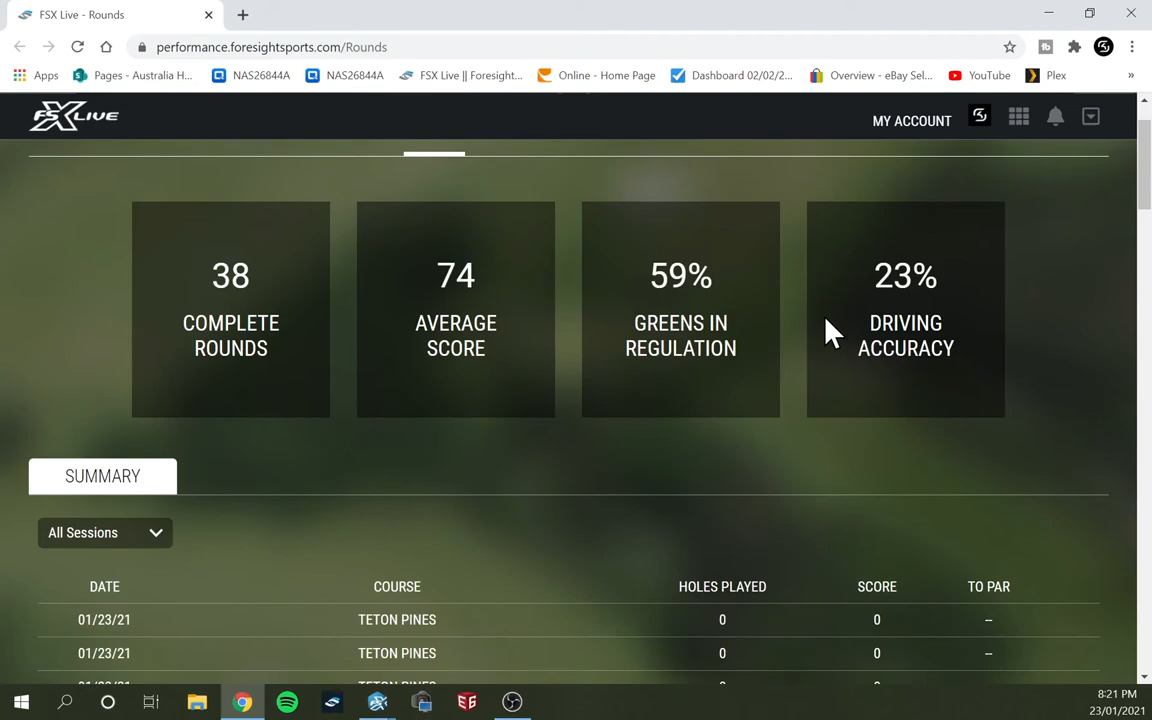 FSX Live - Rounds
performance.foresightsports.com/Rounds
Apps
Pages - Australia H...
NAS26844A
NAS26844A
FSX Live || Foresight...
Online - Home Page
Dashboard 02/02/2...
Overview - eBay Sel...
YouTube
Plex
»
FSX LIVE
MY ACCOUNT
38
COMPLETE
ROUNDS
74
AVERAGE
SCORE
59%
GREENS IN
REGULATION
23%
DRIVING
ACCURACY
SUMMARY
All Sessions
DATE COURSE HOLES PLAYED SCORE TO PAR
01/23/21 TETON PINES 0 0 --
01/23/21 TETON PINES 0 0 --
8:21 PM
23/01/2021